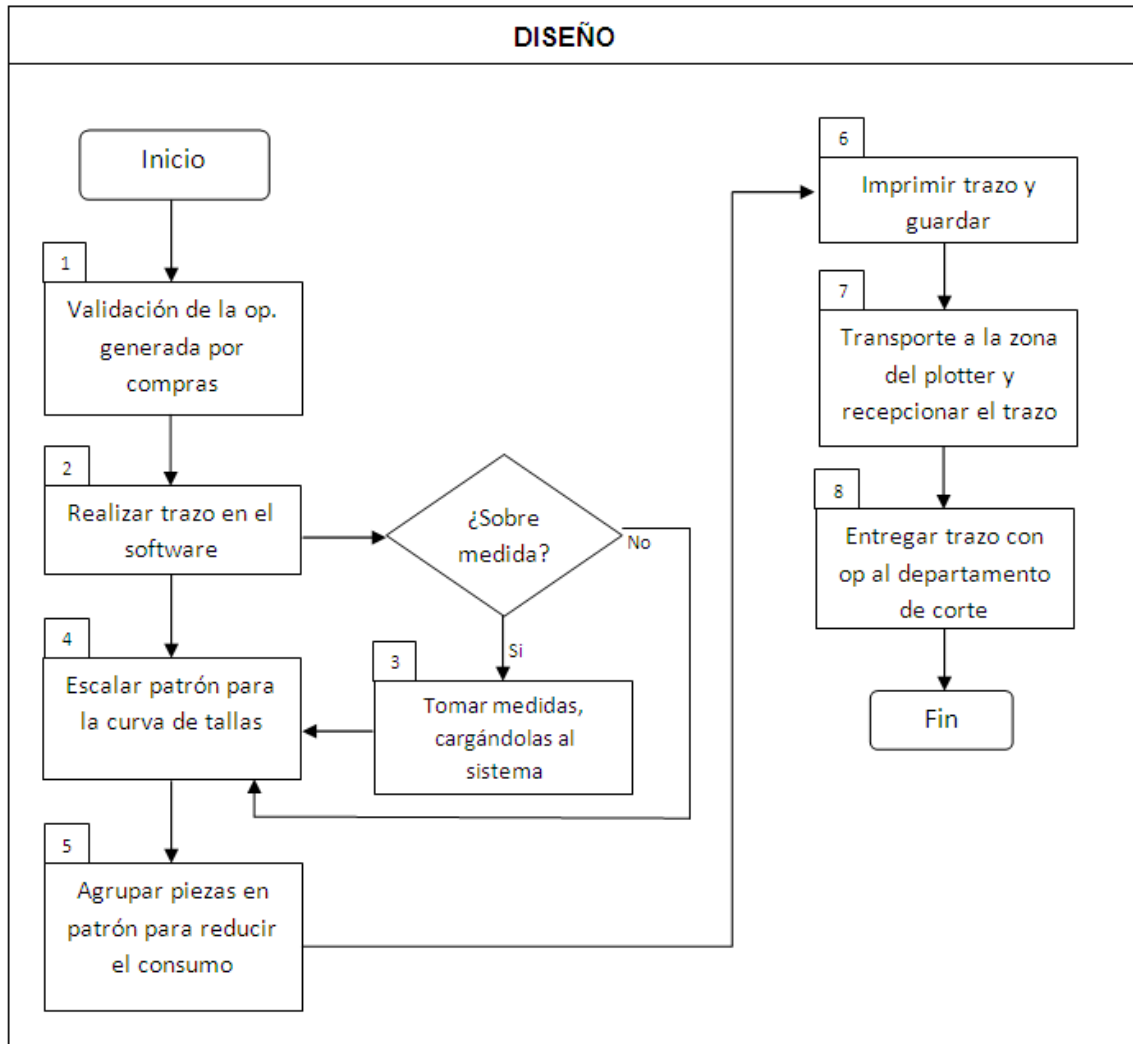 DISEÑO
Inicio
1
Validación de la op.
generada por
compras
2
Realizar trazo en el
software
¿Sobre
medida?
No
Si
3
Tomar medidas,
cargándolas al
sistema
4
Escalar patrón para
la curva de tallas
5
Agrupar piezas en
patrón para reducir
el consumo
6
Imprimir trazo y
guardar
7
Transporte a la zona
del plotter y
recepcionar el trazo
8
Entregar trazo con
op al departamento
de corte
Fin